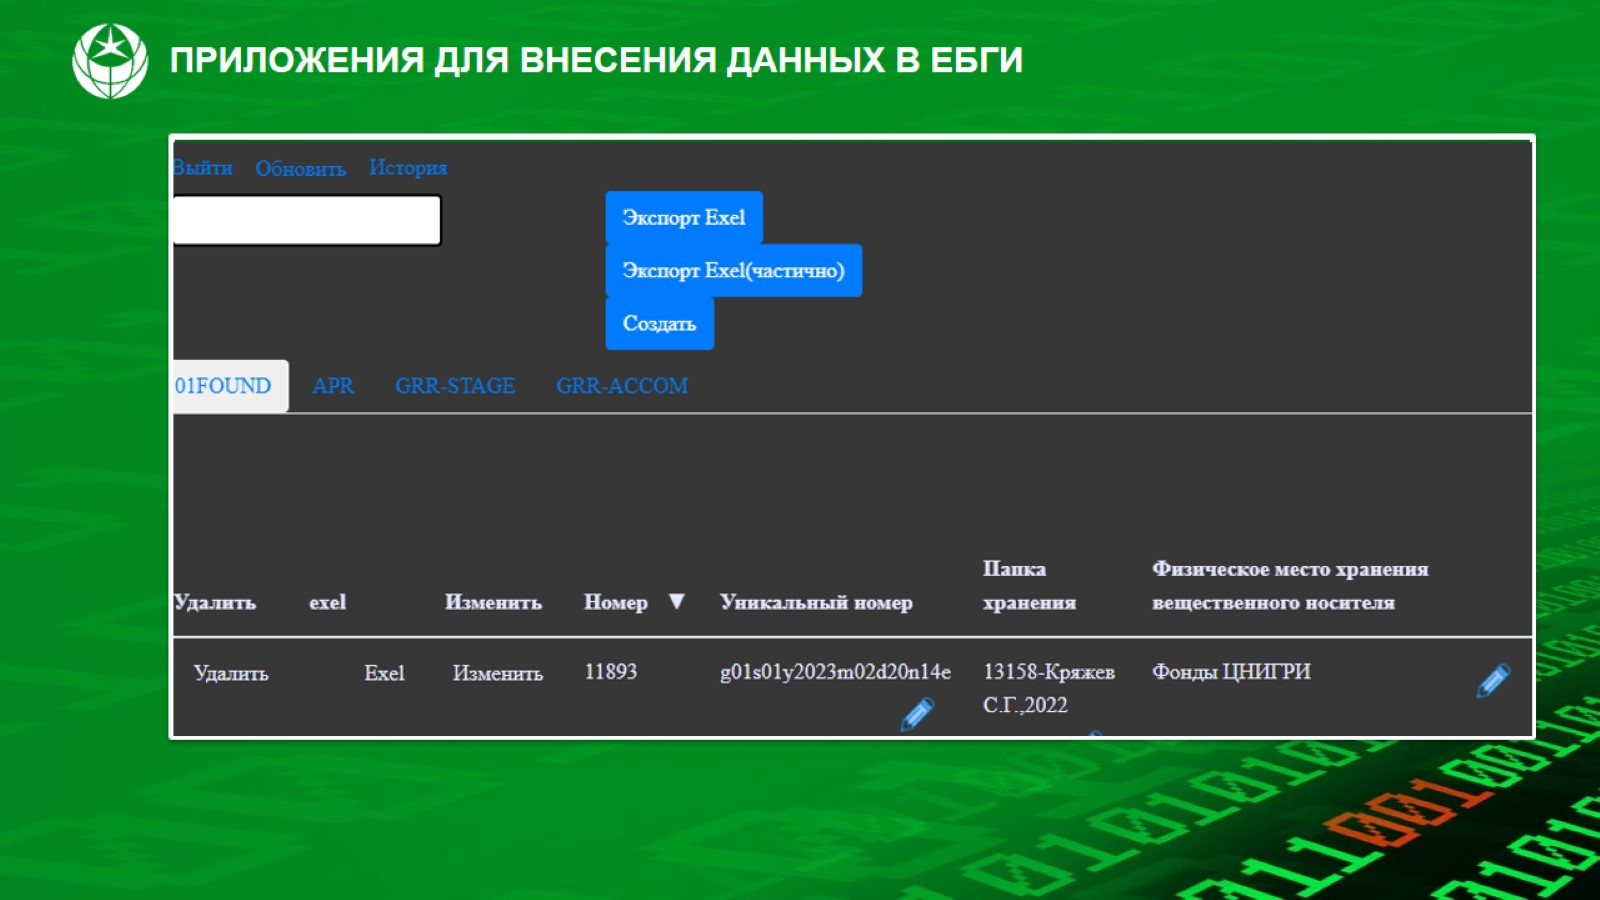 ПРИЛОЖЕНИЯ ДЛЯ ВНЕСЕНИЯ ДАННЫХ В ЕБГИ
Выйти Обновить История
Экспорт Exel
Экспорт Exel(частично)
Создать
01FOUND APR GRR-STAGE GRR-ACCOM
Удалить exel Изменить Номер ▼ Уникальный номер Папка хранения Физическое место хранения вещественного носителя
Удалить Exel Изменить 11893 g01s01y2023m02d20n14e 13158-Кряжев С.Г.,2022 Фонды ЦНИГРИ